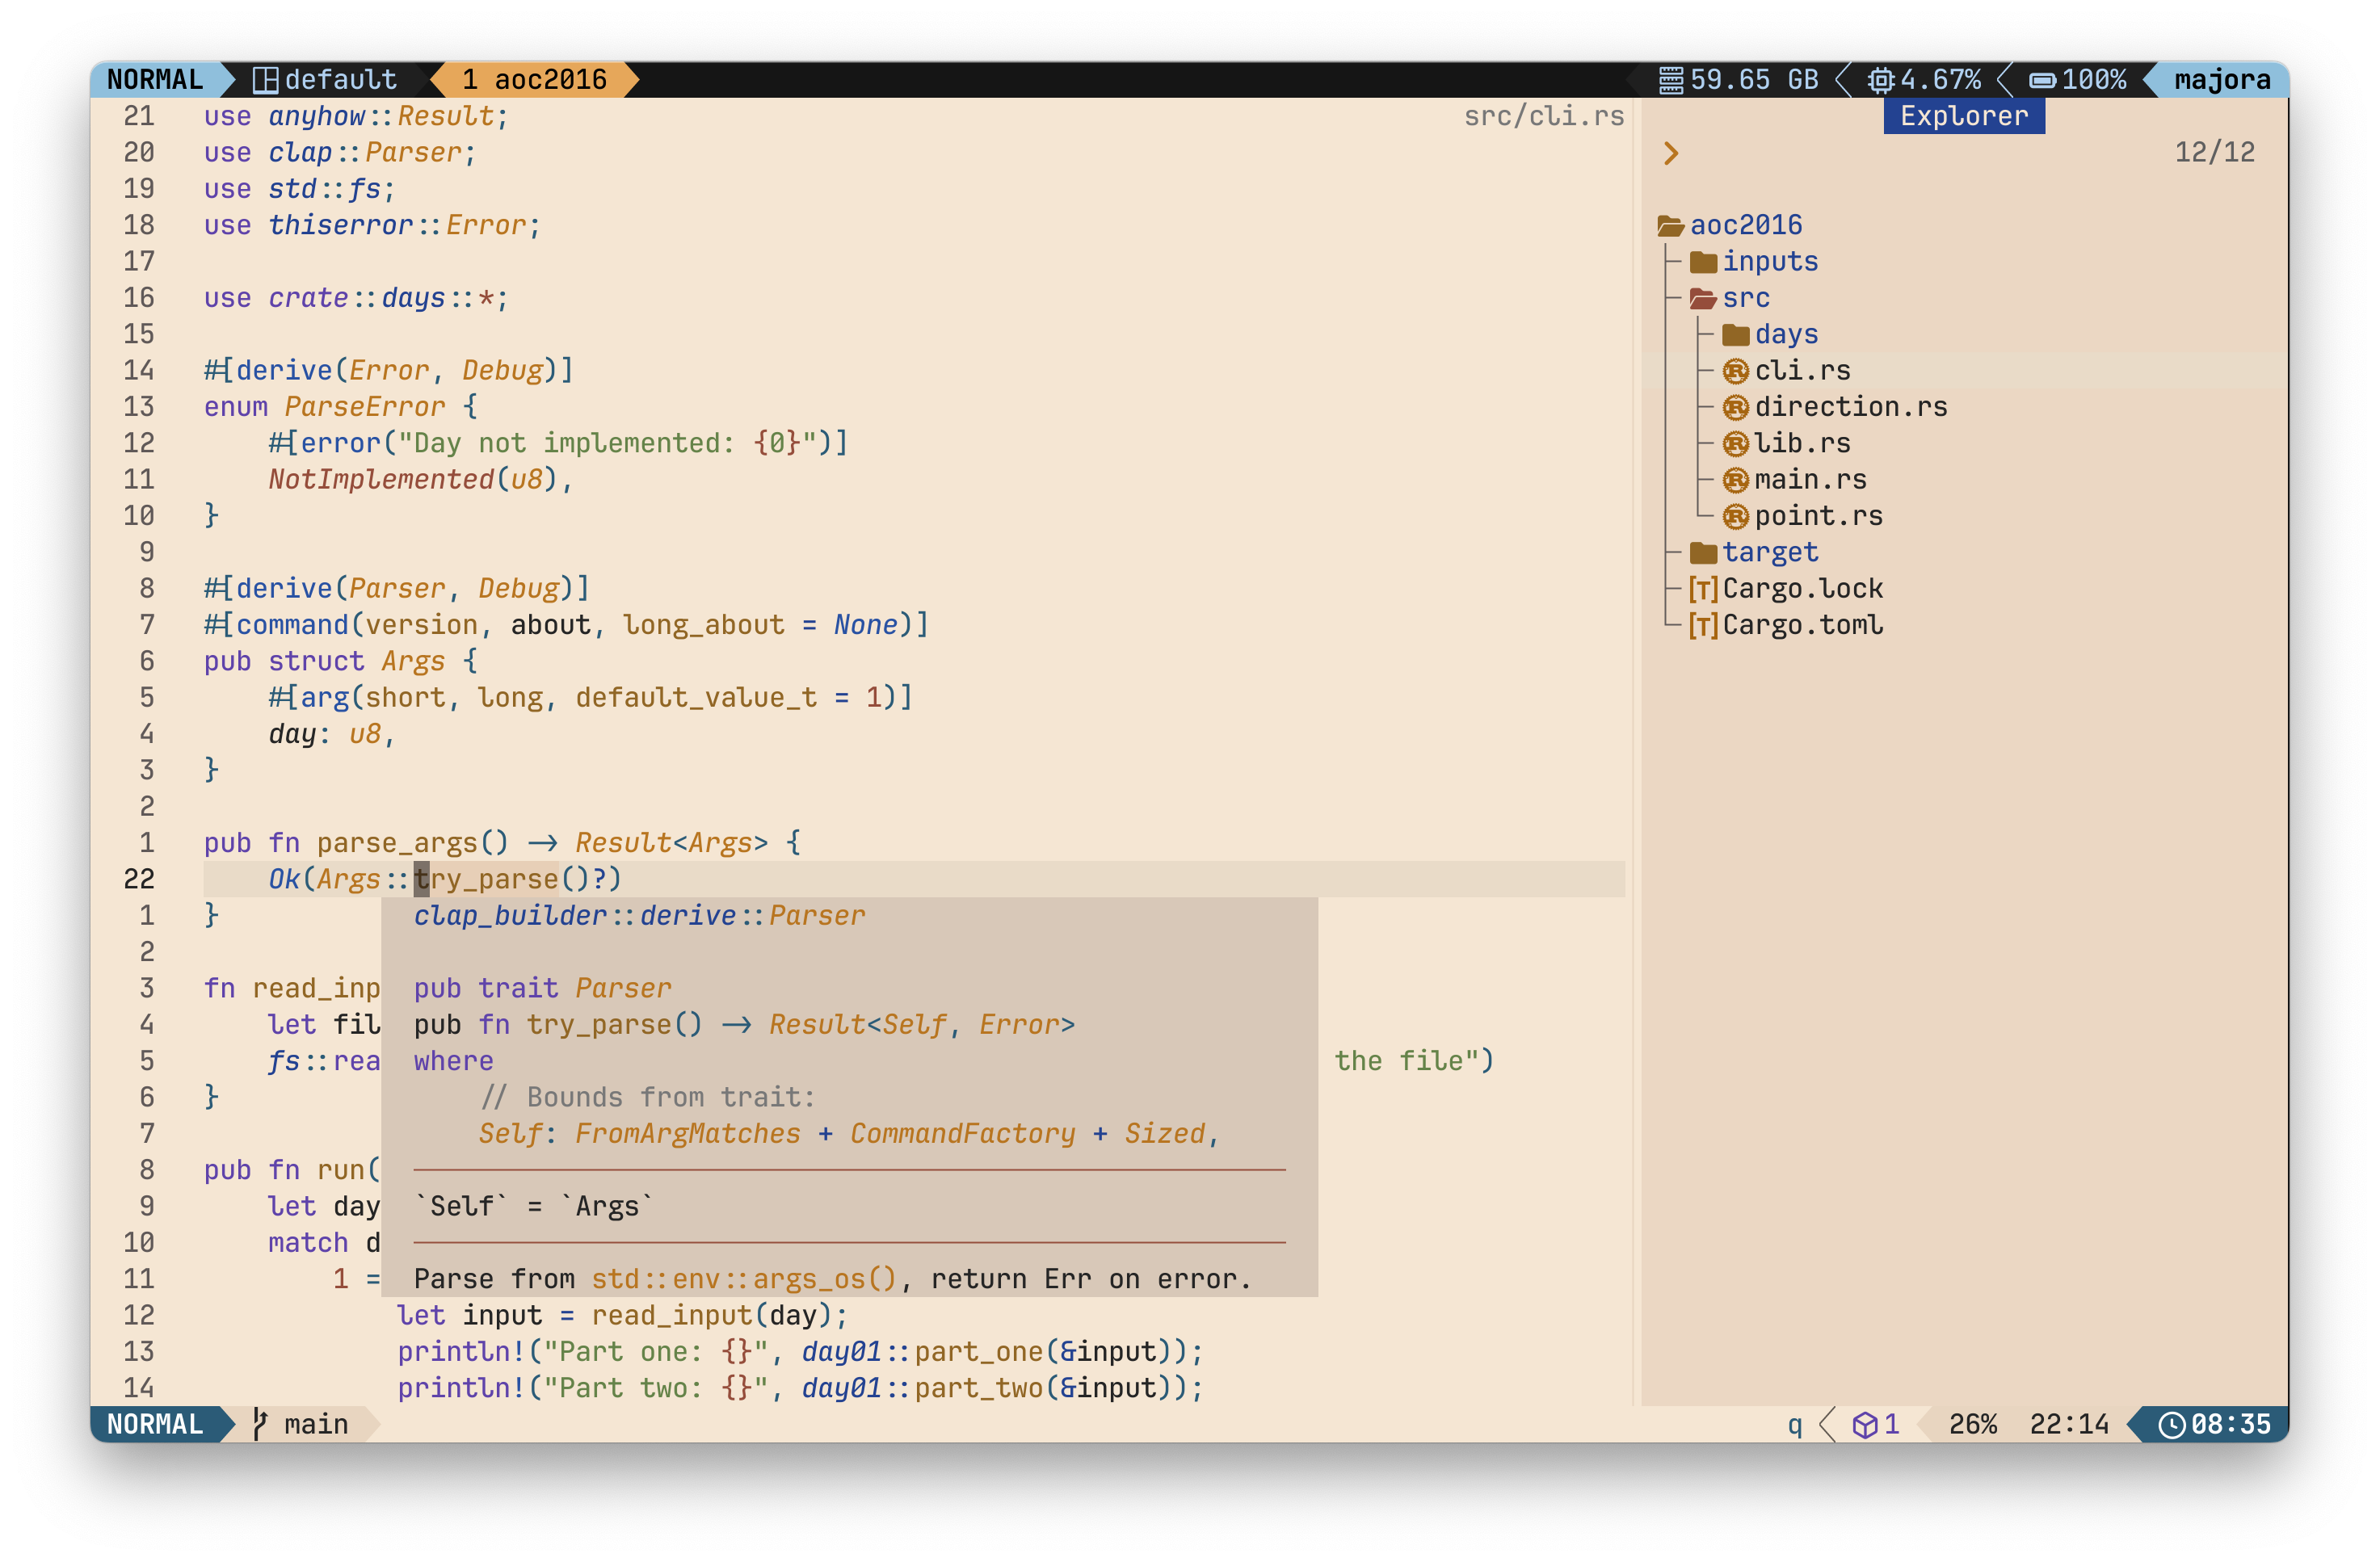 NORMAL default 1 aoc2016 59.65 GB 4.67% 100% majora
21 use anyhow::Result; src/cli.rs
20 use clap::Parser;
19 use std::fs;
18 use thiserror::Error;
17
16 use crate::days::*;
15
14 #[derive(Error, Debug)]
13 enum ParseError {
12     #[error("Day not implemented: {0}")]
11     NotImplemented(u8),
10 }
9
8 #[derive(Parser, Debug)]
7 #[command(version, about, long_about = None)]
6 pub struct Args {
5     #[arg(short, long, default_value_t = 1)]
4     day: u8,
3 }
2
1 pub fn parse_args() -> Result<Args> {
22     Ok(Args::try_parse()?)
1 }
2
3 fn read_inp
4     let fil
5     fs::rea the file")
6 }
7
8 pub fn run(
9     let day
10     match d
11         1 =
12             let input = read_input(day);
13             println!("Part one: {}", day01::part_one(&input));
14             println!("Part two: {}", day01::part_two(&input));
clap_builder::derive::Parser
pub trait Parser
pub fn try_parse() -> Result<Self, Error>
where
    // Bounds from trait:
    Self: FromArgMatches + CommandFactory + Sized,
`Self` = `Args`
Parse from std::env::args_os(), return Err on error.
Explorer
> 12/12
aoc2016
inputs
src
days
cli.rs
direction.rs
lib.rs
main.rs
point.rs
target
[T] Cargo.lock
[T] Cargo.toml
NORMAL main q 1 26% 22:14 08:35